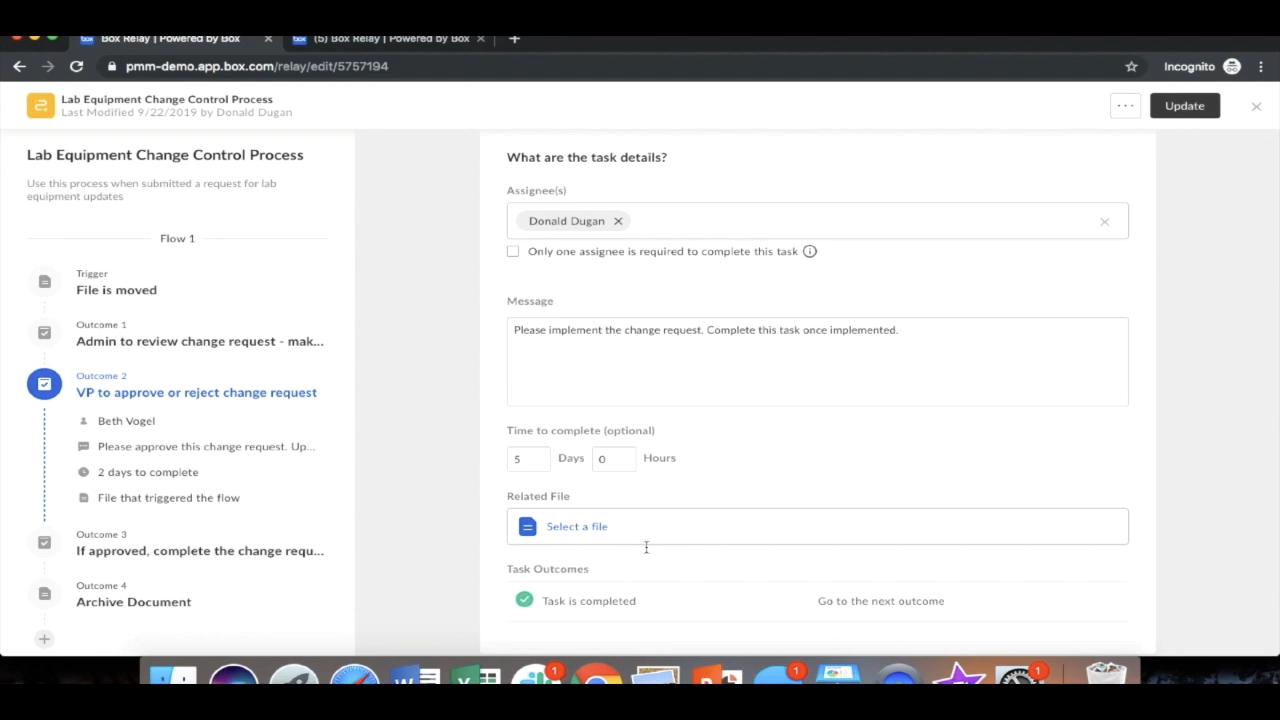 Box Relay | Powered by Box
(5) Box Relay | Powered by Box
pmm-demo.app.box.com/relay/edit/5757194
Incognito
Lab Equipment Change Control Process
Last Modified 9/22/2019 by Donald Dugan
Update
Lab Equipment Change Control Process
Use this process when submitted a request for lab
equipment updates
Flow 1
Trigger
File is moved
Outcome 1
Admin to review change request - mak...
Outcome 2
VP to approve or reject change request
Beth Vogel
Please approve this change request. Up...
2 days to complete
File that triggered the flow
Outcome 3
If approved, complete the change requ...
Outcome 4
Archive Document
What are the task details?
Assignee(s)
Donald Dugan
Only one assignee is required to complete this task
Message
Please implement the change request. Complete this task once implemented.
Time to complete (optional)
5 Days 0 Hours
Related File
Select a file
Task Outcomes
Task is completed Go to the next outcome
1 1 1